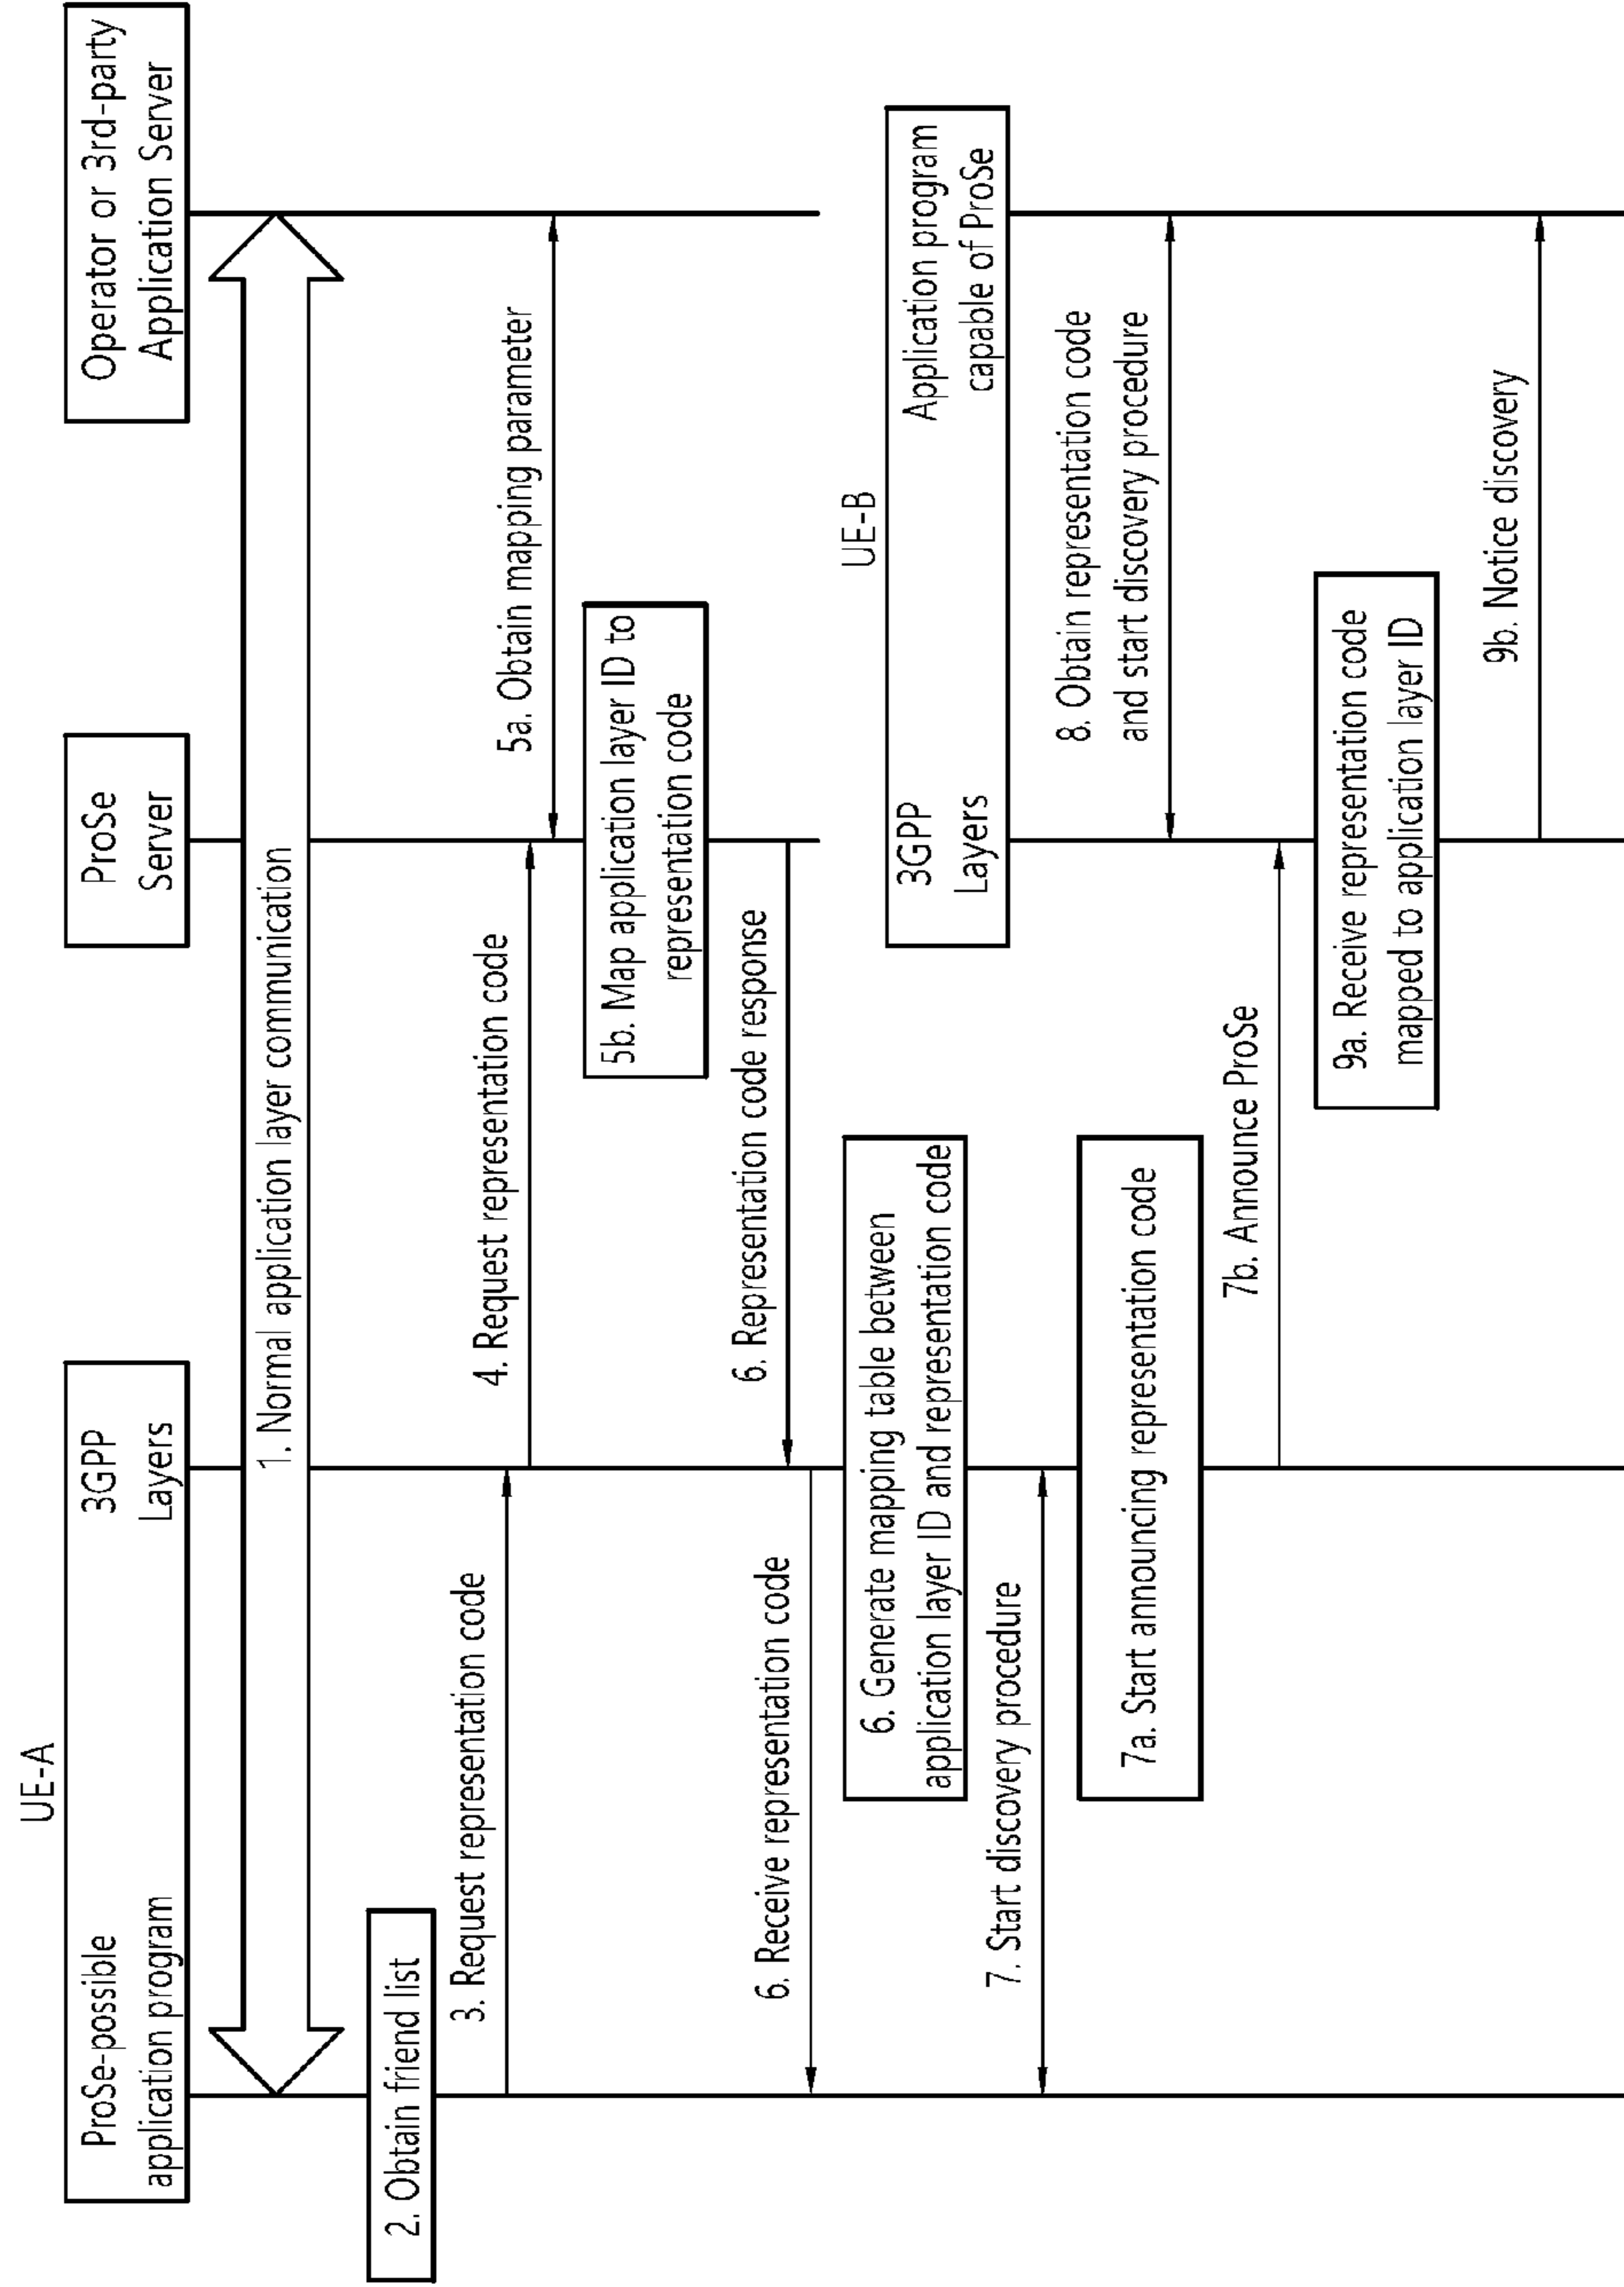 UE-A
ProSe-possible
application program
3GPP
Layers
ProSe
Server
Operator or 3rd-party
Application Server
1. Normal application layer communication
2. Obtain friend list
3. Request representation code
4. Request representation code
5a. Obtain mapping parameter
5b. Map application layer ID to
representation code
6. Representation code response
6. Receive representation code
6. Generate mapping table between
application layer ID and representation code
UE-B
3GPP
Layers
Application program
capable of ProSe
7. Start discovery procedure
7a. Start announcing representation code
8. Obtain representation code
and start discovery procedure
7b. Announce ProSe
9a. Receive representation code
mapped to application layer ID
9b. Notice discovery